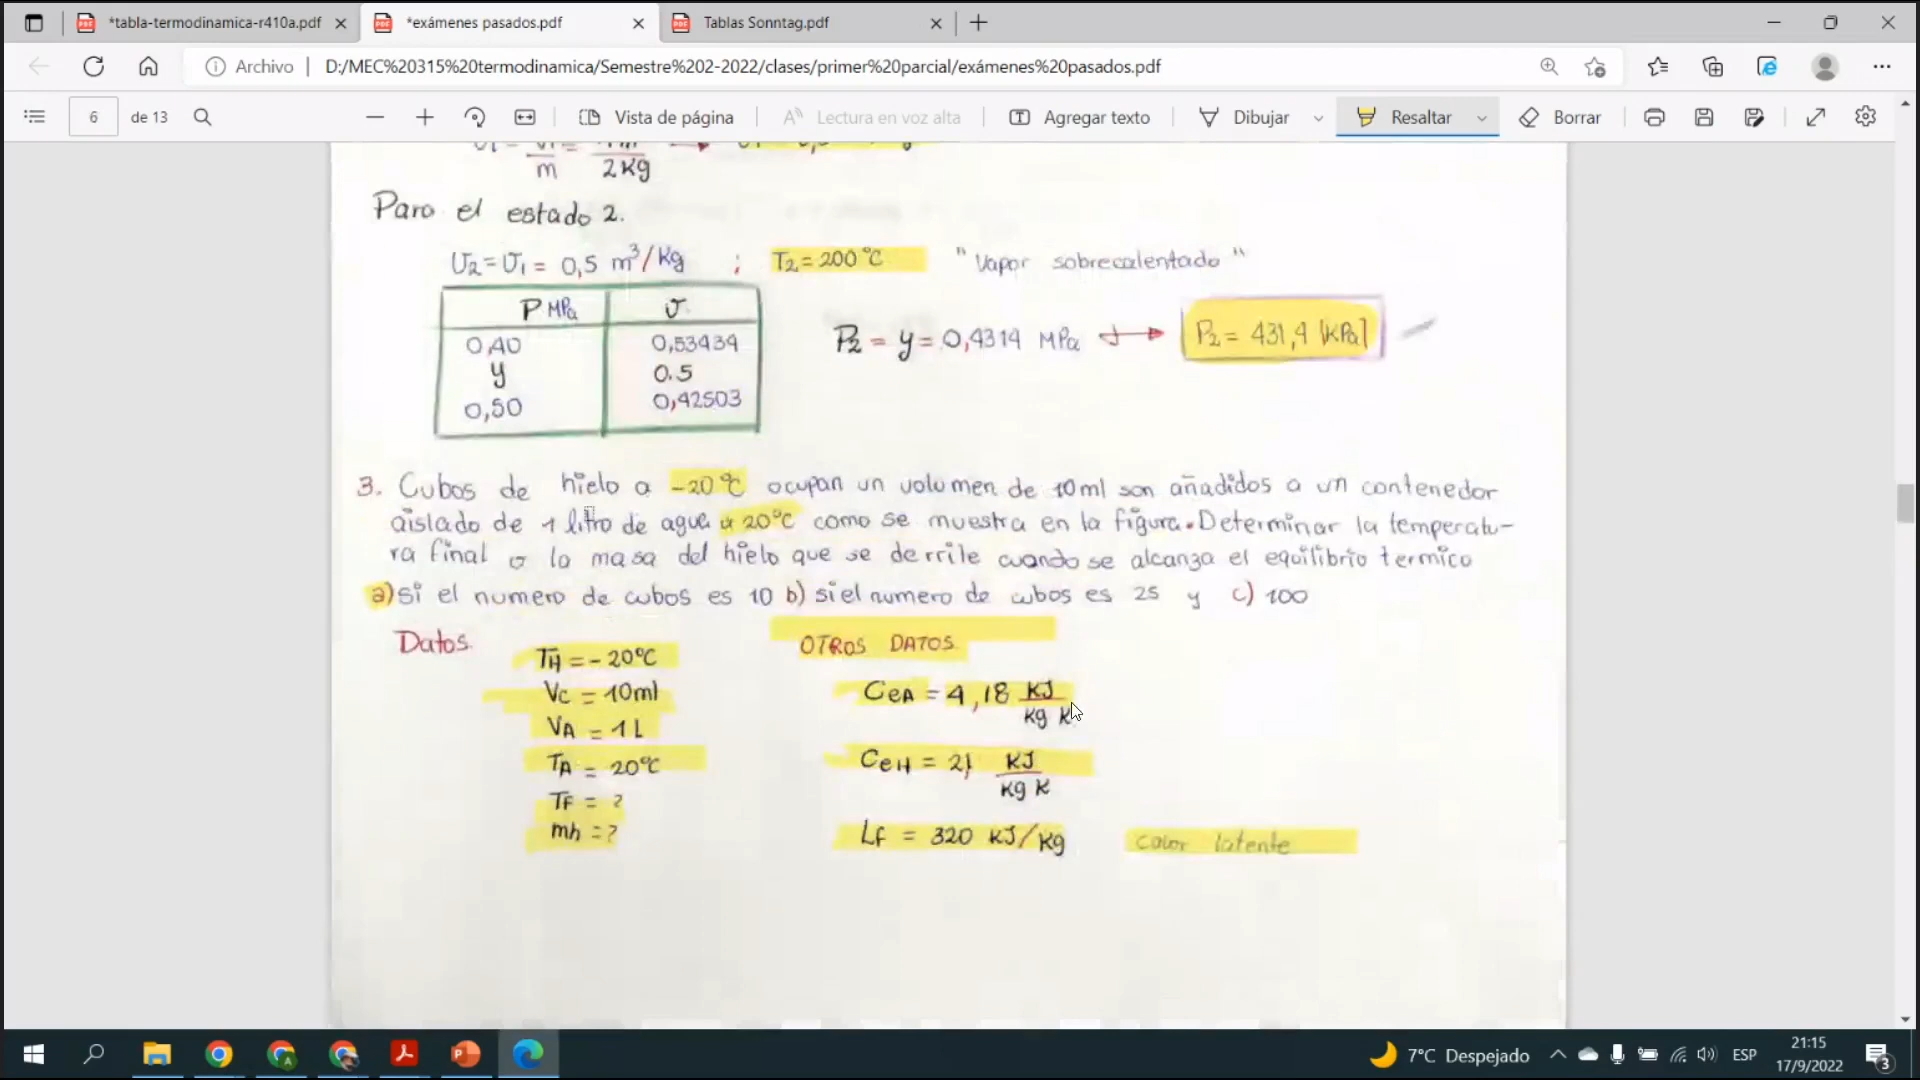 *tabla-termodinamica-r410a.pdf
*exámenes pasados.pdf
Tablas Sonntag.pdf
Archivo
D:/MEC%20315%20termodinamica/Semestre%202-2022/clases/primer%20parcial/exámenes%20pasados.pdf
6 de 13
Vista de página
Lectura en voz alta
Agregar texto
Dibujar
Resaltar
Borrar
m 2Kg
Para el estado 2.
U2 = U1 = 0,5 m³/Kg ; T2 = 200 °C "Vapor sobrecalentado"
P MPa U.
0,40 0,53434
y 0.5
0,50 0,42503
P2 = y = 0,4314 MPa → P2 = 431,4 [KPa]
3. Cubos de hielo a -20°C ocupan un volumen de 10ml son añadidos a un contenedor
aislado de 1 litro de agua a 20°C como se muestra en la figura. Determinar la temperatu-
ra final o la masa del hielo que se derrite cuando se alcanza el equilibrio termico
a) si el numero de cubos es 10 b) si el numero de cubos es 25 y c) 100
Datos.
TH = -20°C
Vc = 10ml
VA = 1 L
TA = 20°C
TF = ?
mh = ?
OTROS DATOS
CeA = 4,18 KJ/Kg K
CeH = 2,1 KJ/Kg K
Lf = 320 KJ/Kg calor latente
7°C Despejado
ESP
21:15
17/9/2022
3